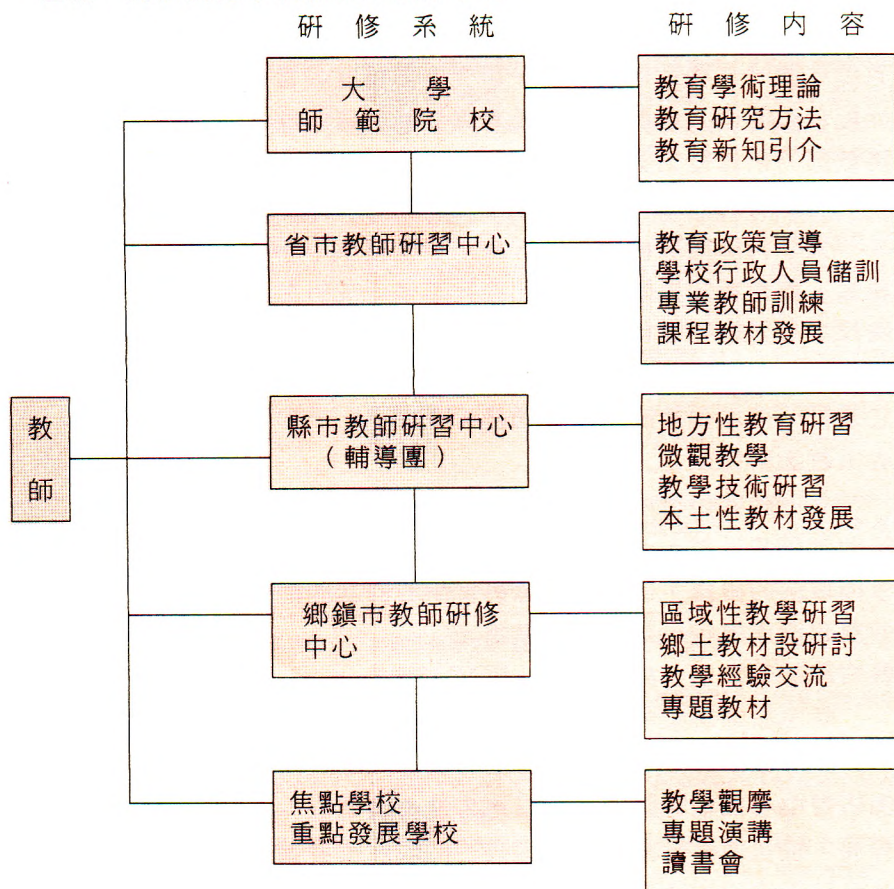 研修系統
研修内容
大學
師範院校
教育學術理論
教育研究方法
教育新知引介
省市教師研習中心
教育政策宣導
學校行政人員儲訓
專業教師訓練
課程教材發展
教師
縣市教師研習中心
(輔導團)
地方性教育研習
微觀教學
教學技術研習
本土性教材發展
鄉鎮市教師研修
中心
區域性教學研習
鄉土教材設研討
教學經驗交流
專題教材
焦點學校
重點發展學校
教學觀摩
專題演講
讀書會